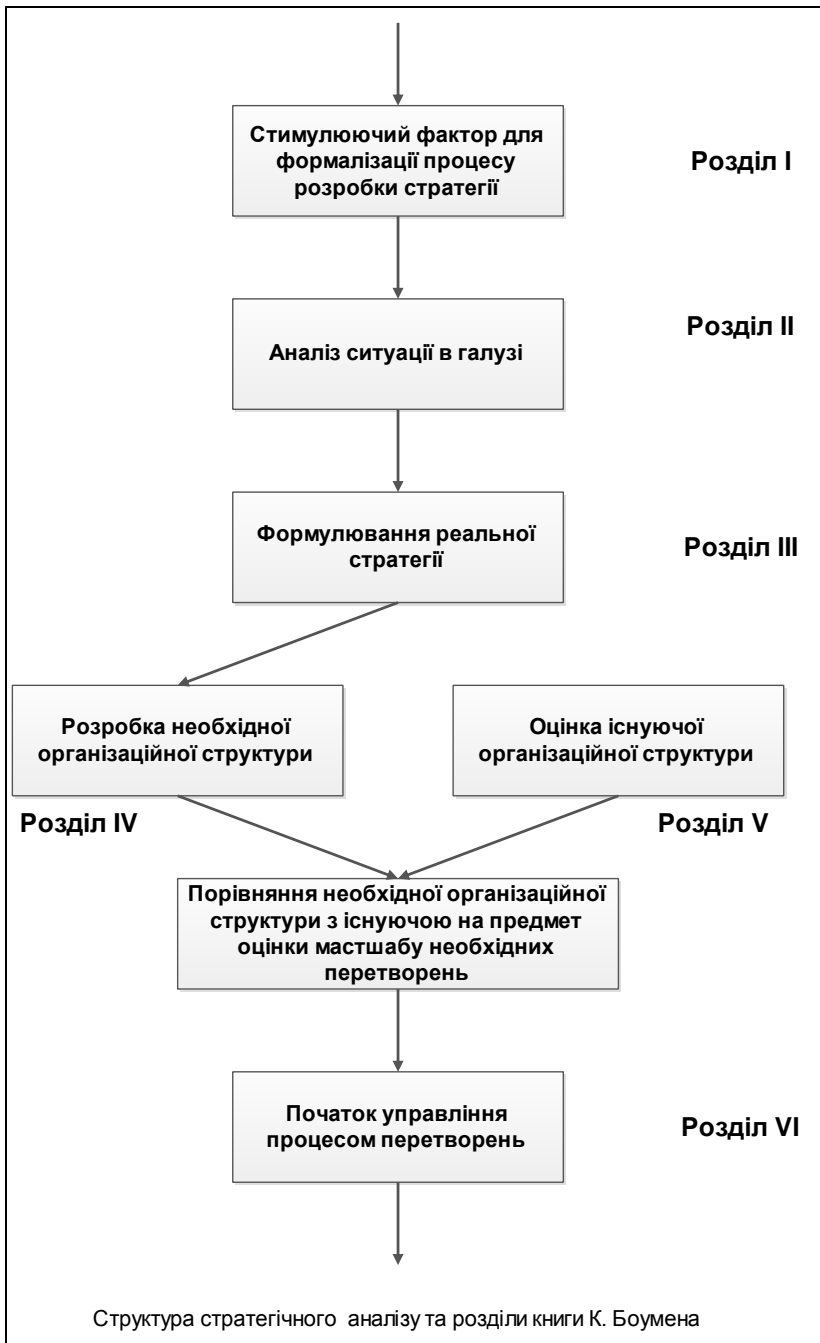 Стимулюючий фактор для
формалізації процесу
розробки стратегії
Розділ I
Аналіз ситуації в галузі
Розділ II
Формулювання реальної
стратегії
Розділ III
Розробка необхідної
організаційної структури
Оцінка існуючої
організаційної структури
Розділ IV
Розділ V
Порівняння необхідної організаційної
структури з існуючою на предмет
оцінки мастшабу необхідних
перетворень
Початок управління
процесом перетворень
Розділ VI
Структура стратегічного аналізу та розділи книги К. Боумена